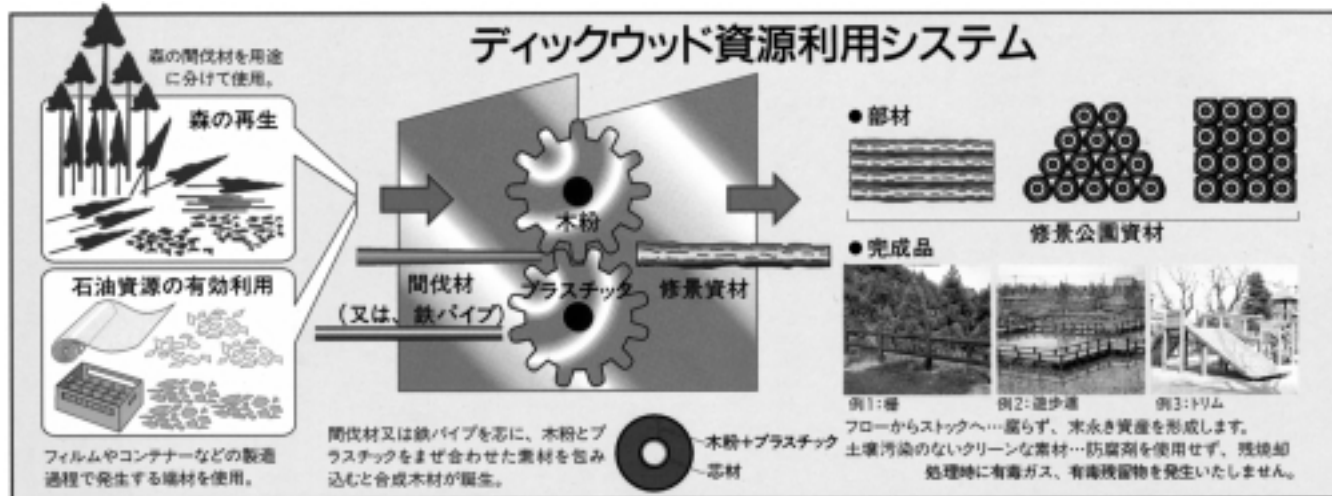 ディックウッド資源利用システム
森の間伐材を用途
に分けて使用。
森の再生
石油資源の有効利用
フィルムやコンテナーなどの製造
過程で発生する端材を使用。
木粉
プラスチック
間伐材
(又は、鉄パイプ)
修景資材
間伐材又は鉄パイプを芯に、木粉とプ
ラスチックをまぜ合わせた素材を包み
込むと合成木材が誕生。
木粉+プラスチック
芯材
●部材
修景公園資材
●完成品
例1:柵
例2:遊歩道
例3:トリム
フローからストックへ…腐らず、末永き資産を形成します。
土壌汚染のないクリーンな素材…防腐剤を使用せず、残焼却
処理時に有毒ガス、有毒残留物を発生いたしません。